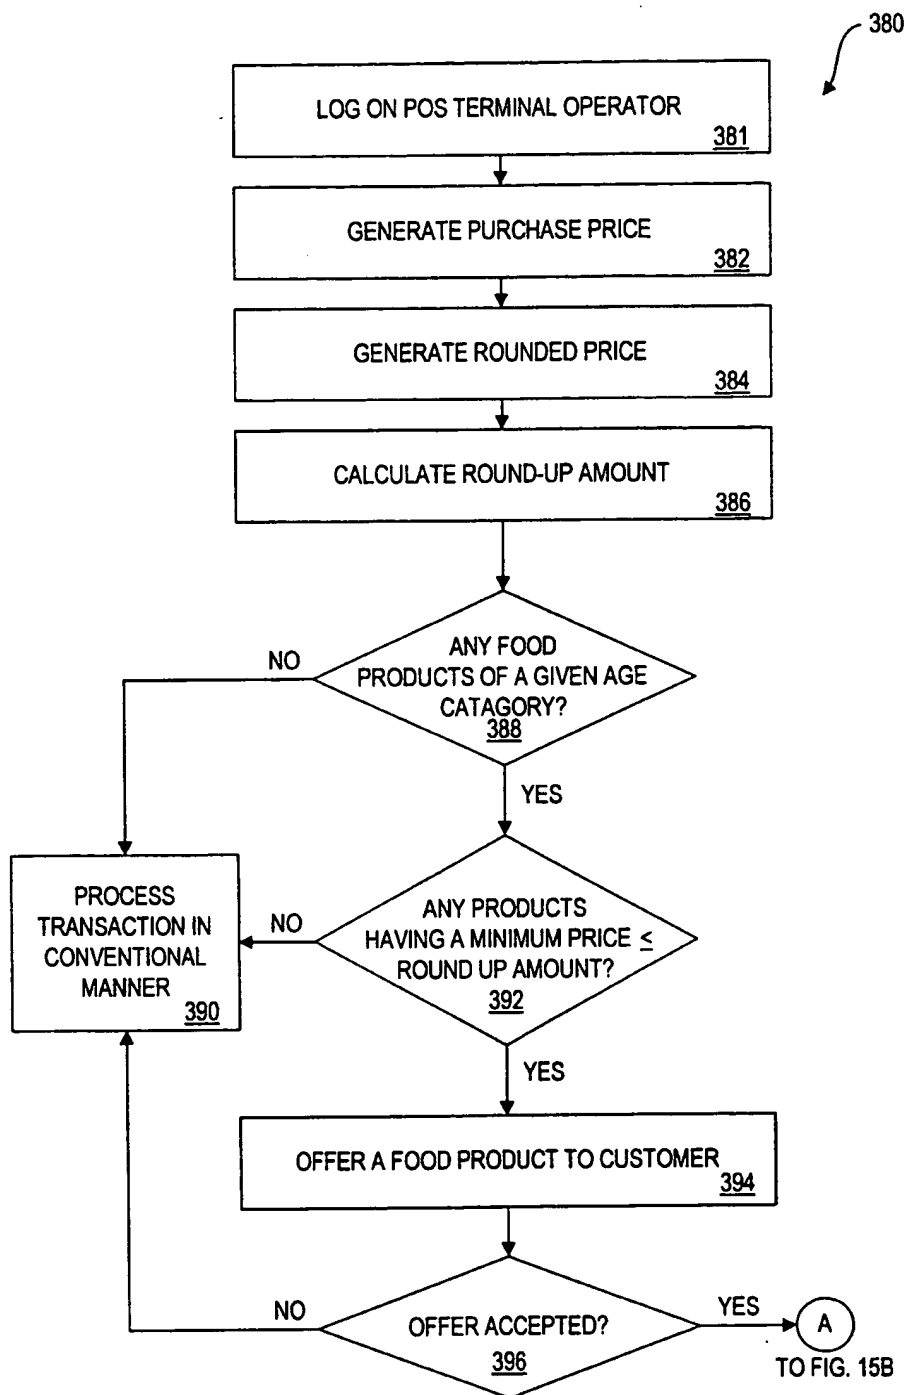 380
LOG ON POS TERMINAL OPERATOR
381
GENERATE PURCHASE PRICE
382
GENERATE ROUNDED PRICE
384
CALCULATE ROUND-UP AMOUNT
386
ANY FOOD
PRODUCTS OF A GIVEN AGE
CATAGORY?
388
NO
YES
PROCESS
TRANSACTION IN
CONVENTIONAL
MANNER
390
NO
ANY PRODUCTS
HAVING A MINIMUM PRICE ≤
ROUND UP AMOUNT?
392
YES
OFFER A FOOD PRODUCT TO CUSTOMER
394
NO
OFFER ACCEPTED?
396
YES
A
TO FIG. 15B